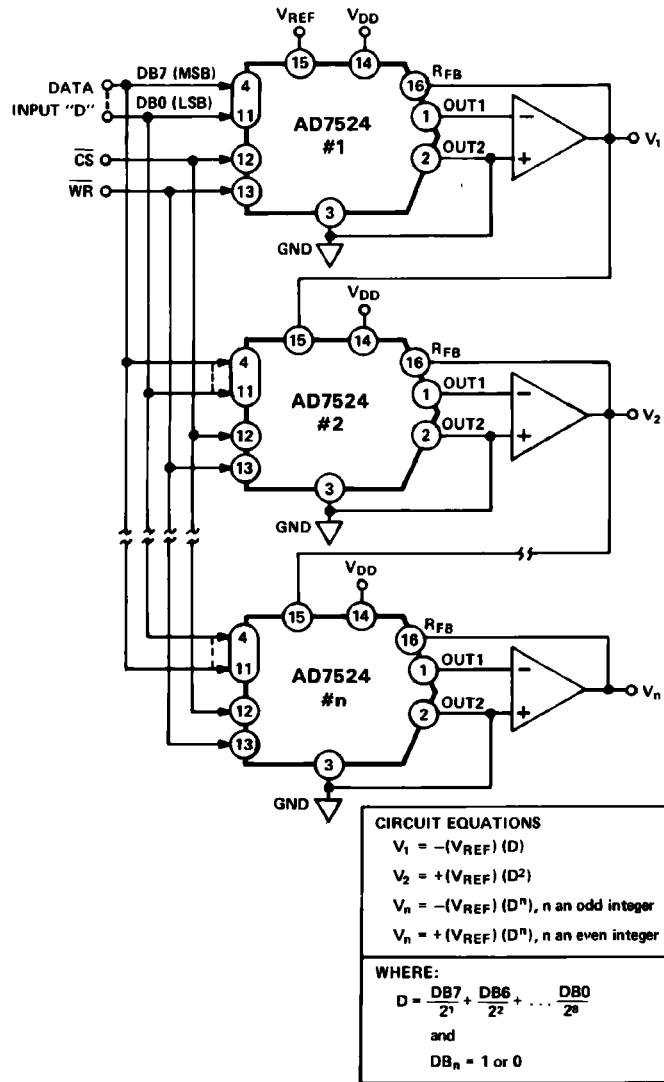 VREF VDD
15 14
DATA INPUT "D"
DB7 (MSB)
DB0 (LSB)
4
11
CS
12
WR
13
AD7524
#1
16 RFB
1 OUT1
2 OUT2
3
GND
− +
V1
VDD
15 14
4
11
12
13
AD7524
#2
16 RFB
1 OUT1
2 OUT2
3
GND
− +
V2
VDD
15 14
4
11
12
13
AD7524
#n
16 RFB
1 OUT1
2 OUT2
3
GND
− +
Vn
CIRCUIT EQUATIONS
V1 = −(VREF) (D)
V2 = +(VREF) (D²)
Vn = −(VREF) (Dⁿ), n an odd integer
Vn = +(VREF) (Dⁿ), n an even integer
WHERE:
D = DB7/2¹ + DB6/2² + . . . DB0/2⁸
and
DBn = 1 or 0